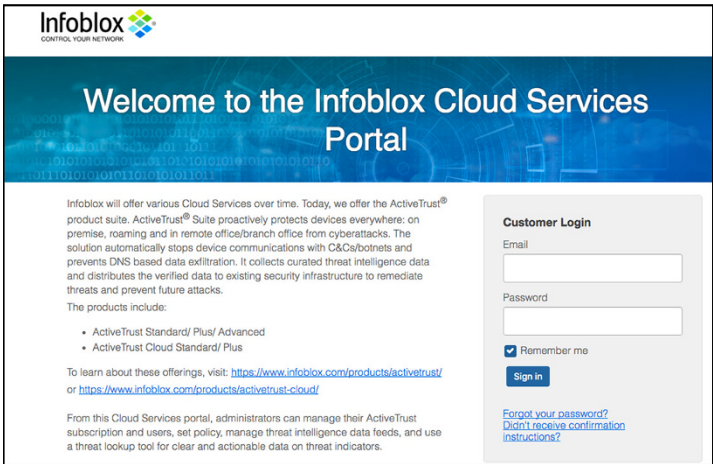 Infoblox
CONTROL YOUR NETWORK
Welcome to the Infoblox Cloud Services
Portal
Infoblox will offer various Cloud Services over time. Today, we offer the ActiveTrust®
product suite. ActiveTrust® Suite proactively protects devices everywhere: on
premise, roaming and in remote office/branch office from cyberattacks. The
solution automatically stops device communications with C&Cs/botnets and
prevents DNS based data exfiltration. It collects curated threat intelligence data
and distributes the verified data to existing security infrastructure to remediate
threats and prevent future attacks.
The products include:
• ActiveTrust Standard/ Plus/ Advanced
• ActiveTrust Cloud Standard/ Plus
To learn about these offerings, visit: https://www.infoblox.com/products/activetrust/
or https://www.infoblox.com/products/activetrust-cloud/
From this Cloud Services portal, administrators can manage their ActiveTrust
subscription and users, set policy, manage threat intelligence data feeds, and use
a threat lookup tool for clear and actionable data on threat indicators.
Customer Login
Email
Password
Remember me
Sign in
Forgot your password?
Didn't receive confirmation
instructions?